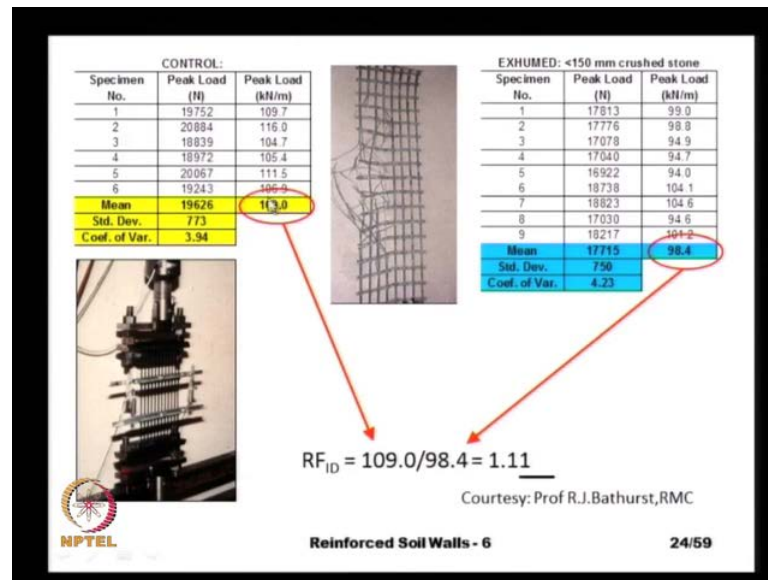 CONTROL:
Specimen No. Peak Load (N) Peak Load (kN/m)
1 19752 109.7
2 20884 116.0
3 18839 104.7
4 18972 105.4
5 20067 111.5
6 19243 106.9
Mean 19626
Std. Dev. 773
Coef. of Var. 3.94
EXHUMED: <150 mm crushed stone
Specimen No. Peak Load (N) Peak Load (kN/m)
1 17813 99.0
2 17776 98.8
3 17078 94.9
4 17040 94.7
5 16922 94.0
6 18738 104.1
7 18823 104.6
8 17030 94.6
9 18217 101.2
Mean 17715 98.4
Std. Dev. 750
Coef. of Var. 4.23
RF_ID = 109.0/98.4 = 1.11
Courtesy: Prof R.J.Bathurst,RMC
NPTEL
Reinforced Soil Walls - 6
24/59